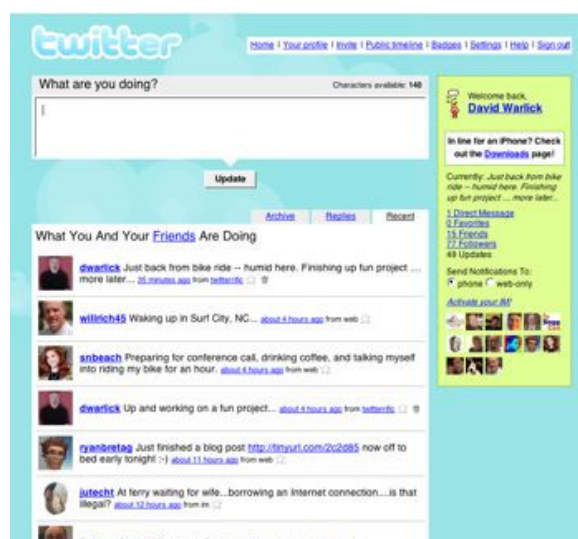 twitter
Home | Your profile | Invite | Public timeline | Badges | Settings | Help | Sign out
What are you doing?
Characters available: 140
Update
Archive
Replies
Recent
What You And Your Friends Are Doing
dwarlick Just back from bike ride -- humid here. Finishing up fun project ....
more later... 35 minutes ago from twitterrific
willrich45 Waking up in Surf City, NC... about 4 hours ago from web
snbeach Preparing for conference call, drinking coffee, and talking myself
into riding my bike for an hour. about 4 hours ago from web
dwarlick Up and working on a fun project... about 4 hours ago from twitterrific
ryanbretag Just finished a blog post http://tinyurl.com/2c2d85 now off to
bed early tonight :-) about 11 hours ago from web
jutecht At ferry waiting for wife...borrowing an Internet connection....is that
illegal? about 12 hours ago from im
Welcome back,
David Warlick
In line for an iPhone? Check
out the Downloads page!
Currently: Just back from bike
ride -- humid here. Finishing
up fun project ... more later...
1 Direct Message
0 Favorites
15 Friends
77 Followers
49 Updates
Send Notifications To:
phone web-only
Activate your IM!